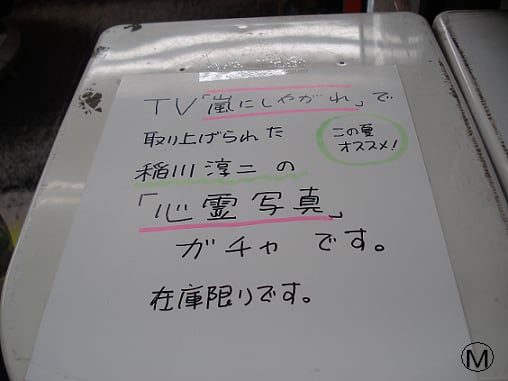 TV「嵐にしやがれ」で
取り上げられた
この夏
オススメ!
稲川淳二の
「心霊写真」
ガチャです。
在庫限りです。
M